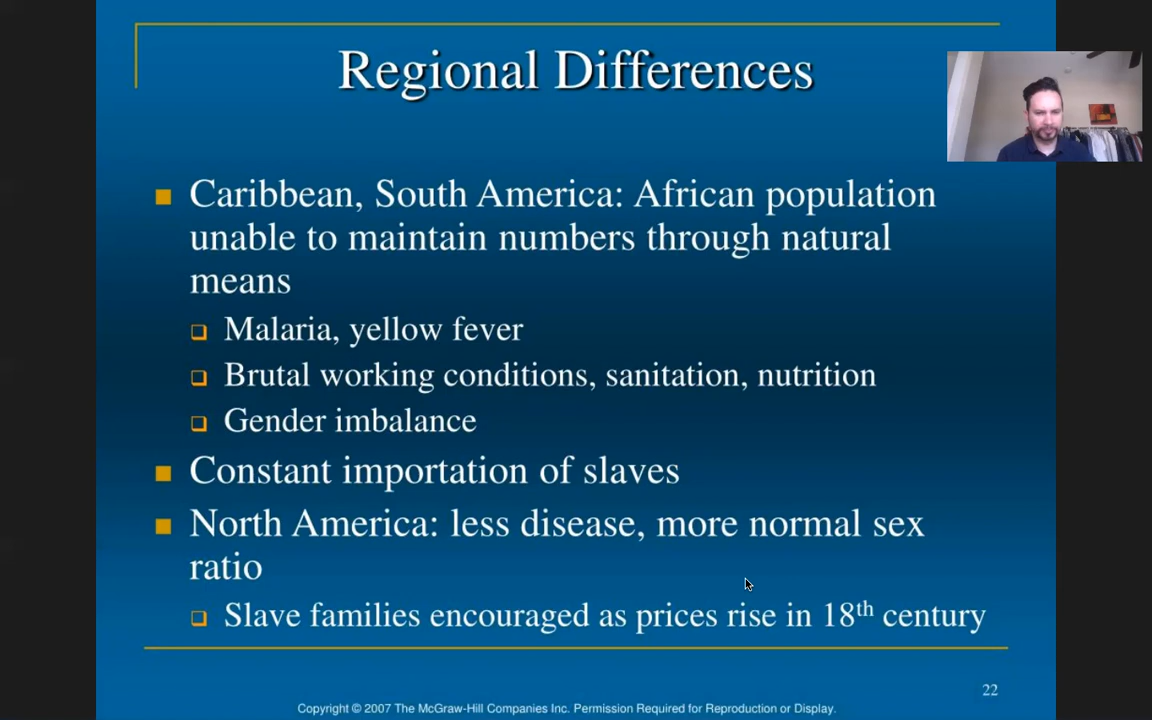 Regional Differences
Caribbean, South America: African population
unable to maintain numbers through natural
means
Malaria, yellow fever
Brutal working conditions, sanitation, nutrition
Gender imbalance
Constant importation of slaves
North America: less disease, more normal sex
ratio
Slave families encouraged as prices rise in 18th century
22
Copyright © 2007 The McGraw-Hill Companies Inc. Permission Required for Reproduction or Display.